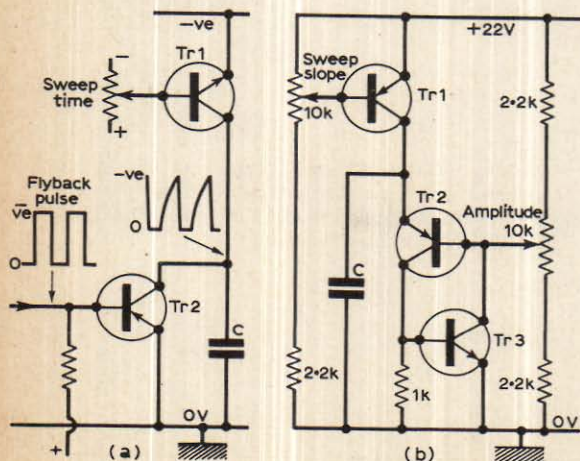 -ve
-
Tr1
Sweep
time
+
-ve
0
Flyback
pulse
-ve
0
Tr2
C
+
0V
(a)
+22V
Sweep
slope
10k
Tr1
2·2k
Tr2
Amplitude
10k
C
Tr3
2·2k
1k
2·2k
0V
(b)